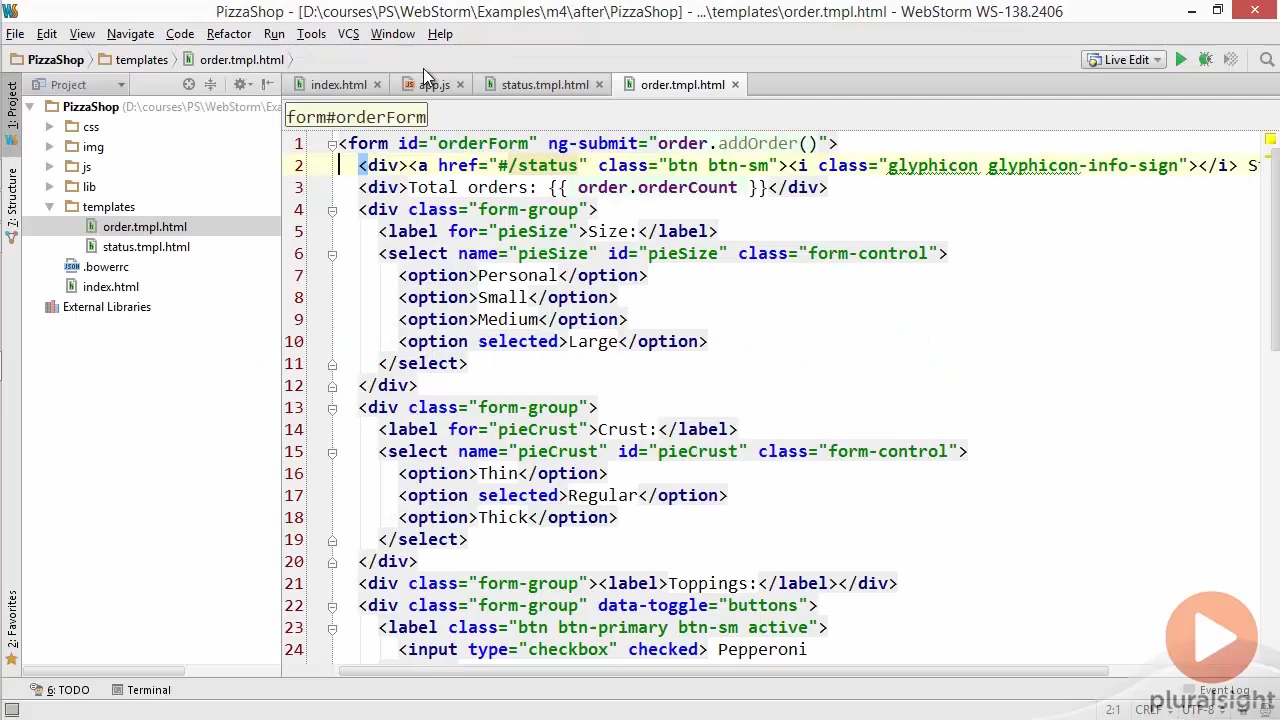 PizzaShop - [D:\courses\PS\WebStorm\Examples\m4\after\PizzaShop] - ...\templates\order.tmpl.html - WebStorm WS-138.2406
File Edit View Navigate Code Refactor Run Tools VCS Window Help
PizzaShop templates order.tmpl.html Live Edit
Project index.html app.js status.tmpl.html order.tmpl.html
1: Project
7: Structure
2: Favorites
PizzaShop (D:\courses\PS\WebStorm\Exa
css
img
js
lib
templates
order.tmpl.html
status.tmpl.html
.bowerrc
index.html
External Libraries
form#orderForm
1 <form id="orderForm" ng-submit="order.addOrder()">
2 <div><a href="#/status" class="btn btn-sm"><i class="glyphicon glyphicon-info-sign"></i> S
3 <div>Total orders: {{ order.orderCount }}</div>
4 <div class="form-group">
5 <label for="pieSize">Size:</label>
6 <select name="pieSize" id="pieSize" class="form-control">
7 <option>Personal</option>
8 <option>Small</option>
9 <option>Medium</option>
10 <option selected>Large</option>
11 </select>
12 </div>
13 <div class="form-group">
14 <label for="pieCrust">Crust:</label>
15 <select name="pieCrust" id="pieCrust" class="form-control">
16 <option>Thin</option>
17 <option selected>Regular</option>
18 <option>Thick</option>
19 </select>
20 </div>
21 <div class="form-group"><label>Toppings:</label></div>
22 <div class="form-group" data-toggle="buttons">
23 <label class="btn btn-primary btn-sm active">
24 <input type="checkbox" checked> Pepperoni
6: TODO Terminal Event Log
pluralsight
2:1 CRLF UTF-8